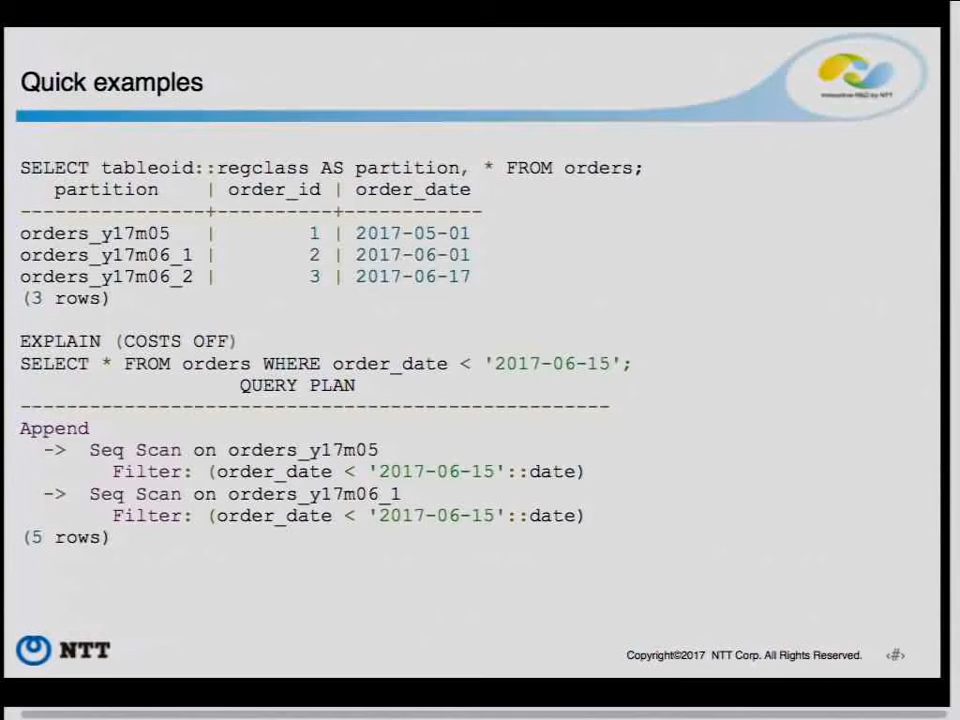 Quick examples
SELECT tableoid::regclass AS partition, * FROM orders;
partition | order_id | order_date
----------------+----------+------------
orders_y17m05 | 1 | 2017-05-01
orders_y17m06_1 | 2 | 2017-06-01
orders_y17m06_2 | 3 | 2017-06-17
(3 rows)
EXPLAIN (COSTS OFF)
SELECT * FROM orders WHERE order_date < '2017-06-15';
QUERY PLAN
---------------------------------------------------
Append
-> Seq Scan on orders_y17m05
Filter: (order_date < '2017-06-15'::date)
-> Seq Scan on orders_y17m06_1
Filter: (order_date < '2017-06-15'::date)
(5 rows)
NTT
Copyright©2017 NTT Corp. All Rights Reserved. ‹#›